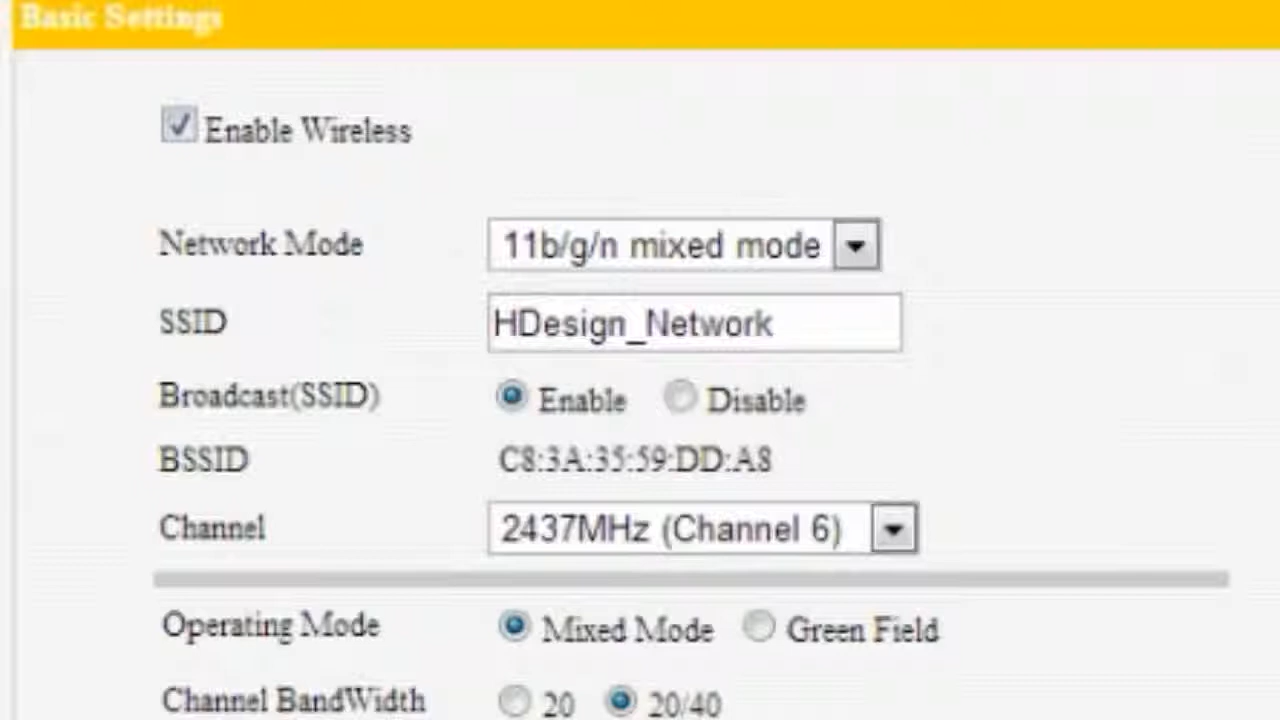 Basic Settings
Enable Wireless
Network Mode 11b/g/n mixed mode
SSID HDesign_Network
Broadcast(SSID) Enable Disable
BSSID C8:3A:35:59:DD:A8
Channel 2437MHz (Channel 6)
Operating Mode Mixed Mode Green Field
Channel BandWidth 20 20/40